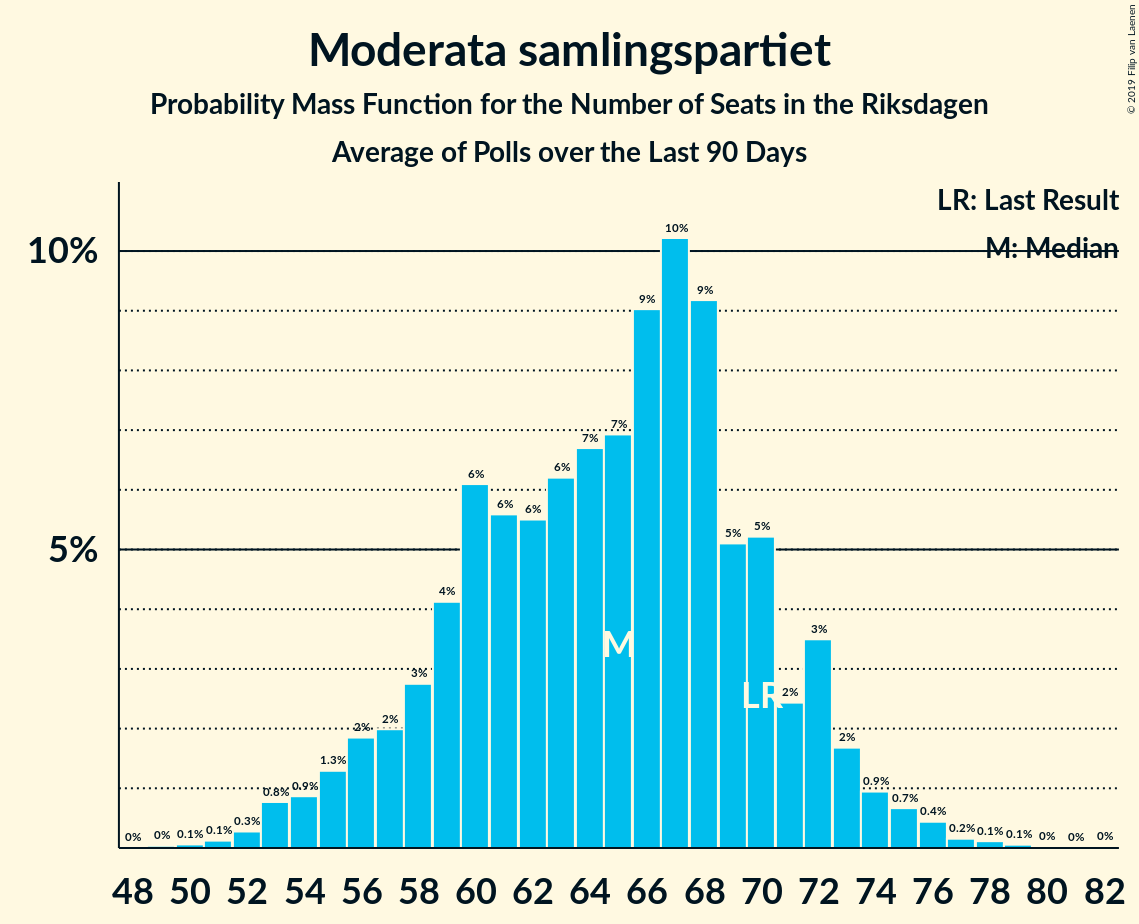 Moderata samlingspartiet
Probability Mass Function for the Number of Seats in the Riksdagen
Average of Polls over the Last 90 Days
© 2019 Filip van Laenen
LR: Last Result
M: Median
10%
5%
0% 0% 0.1% 0.1% 0.3% 0.8% 0.9% 1.3% 2% 2% 3% 4% 6% 6% 6% 6% 7% 7% 9% 10% 9% 5% 5% 2% 3% 2% 0.9% 0.7% 0.4% 0.2% 0.1% 0.1% 0% 0% 0%
M
LR
48 50 52 54 56 58 60 62 64 66 68 70 72 74 76 78 80 82